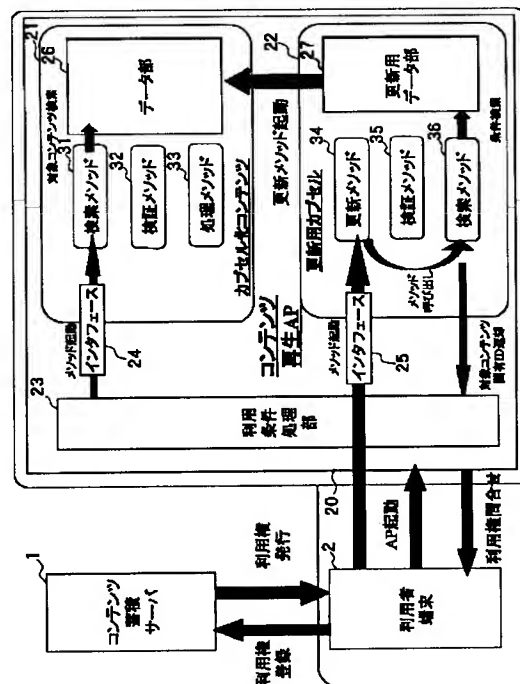 1
コンテンツ
蓄積
サーバ
利用権
登録
利用権
発行
2
利用者
端末
AP起動
利用権問合せ
20
23
利用
条件
処理
部
メソッド起動
インタフェース
24
メソッド起動
インタフェース
25
コンテンツ
再生AP
21
26
対象コンテンツ検索
31
検索メソッド
32
検証メソッド
33
処理メソッド
カプセル化コンテンツ
データ部
更新メソッド起動
22
27
更新用
データ部
更新用カプセル
34
更新メソッド
35
検証メソッド
36
検索メソッド
条件検索
メソッド
呼び出し
対象コンテンツ
固有ID通知